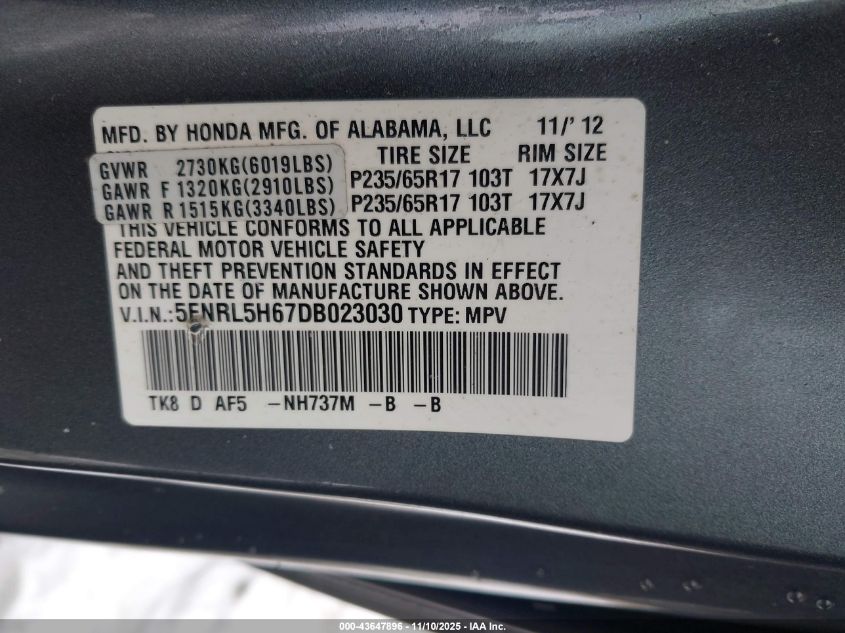 MFD. BY HONDA MFG. OF ALABAMA, LLC 11/' 12
TIRE SIZE RIM SIZE
GVWR 2730KG(6019LBS)
GAWR F 1320KG(2910LBS) P235/65R17 103T 17X7J
GAWR R 1515KG(3340LBS) P235/65R17 103T 17X7J
THIS VEHICLE CONFORMS TO ALL APPLICABLE
FEDERAL MOTOR VEHICLE SAFETY
AND THEFT PREVENTION STANDARDS IN EFFECT
ON THE DATE OF MANUFACTURE SHOWN ABOVE.
V.I.N.:5FNRL5H67DB023030 TYPE: MPV
TK8 D AF5 -NH737M -B -B
000-43647896 - 11/10/2025 - IAA Inc.